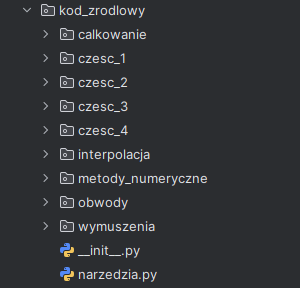 kod_zrodlowy
calkowanie
czesc_1
czesc_2
czesc_3
czesc_4
interpolacja
metody_numeryczne
obwody
wymuszenia
__init__.py
narzedzia.py